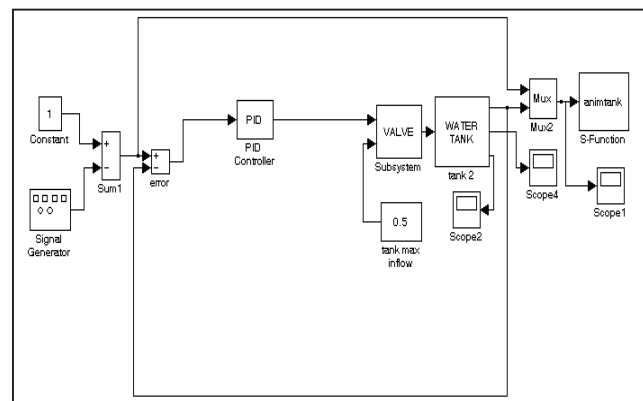 1
Constant
Signal
Generator
+
−
Sum1
+
−
error
PID
PID
Controller
VALVE
Subsystem
0.5
tank max
inflow
WATER
TANK
tank 2
Scope2
Mux
Mux2
Scope4
animtank
S-Function
Scope1